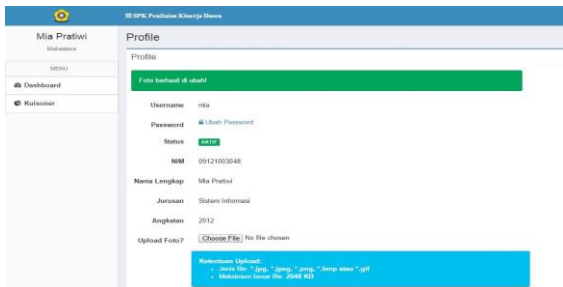 SPK Penilaian Kinerja Dosen
Mia Pratiwi
Mahasiswa
MENU
Dashboard
Kuisoner
Profile
Profile
Foto berhasil di ubah!
Username mia
Password Ubah Password
Status AKTIF
NIM 09121003048
Nama Lengkap Mia Pratiwi
Jurusan Sistem Informasi
Angkatan 2012
Upload Foto? Choose File No file chosen
Ketentuan Upload:
Jenis file: *.jpg, *.jpeg, *.png, *.bmp atau *.gif
Maksimum besar file: 2048 KB